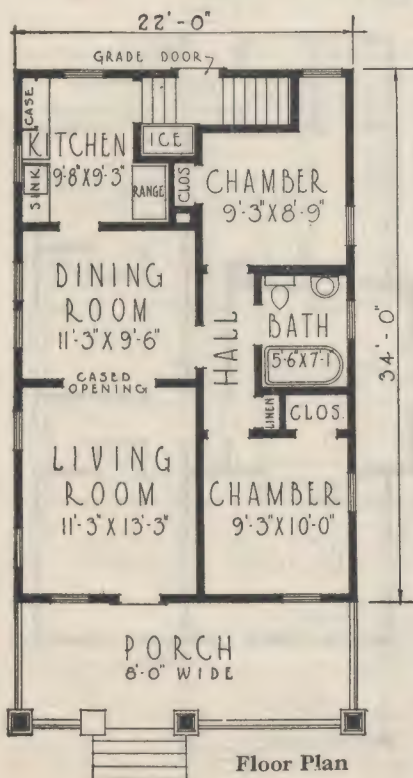 22'-0"
GRADE DOOR
CASE
KITCHEN
9'-8"X9'-3"
SINK
ICE
RANGE
CLOS.
CHAMBER
9'-3"X8'-9"
DINING
ROOM
11'-3"X9'-6"
HALL
BATH
5'-6"X7'-1"
34'-0"
CASED
OPENING
LINEN
CLOS.
LIVING
ROOM
11'-3"X13'-3"
CHAMBER
9'-3"X10'-0"
PORCH
8'-0" WIDE
Floor Plan